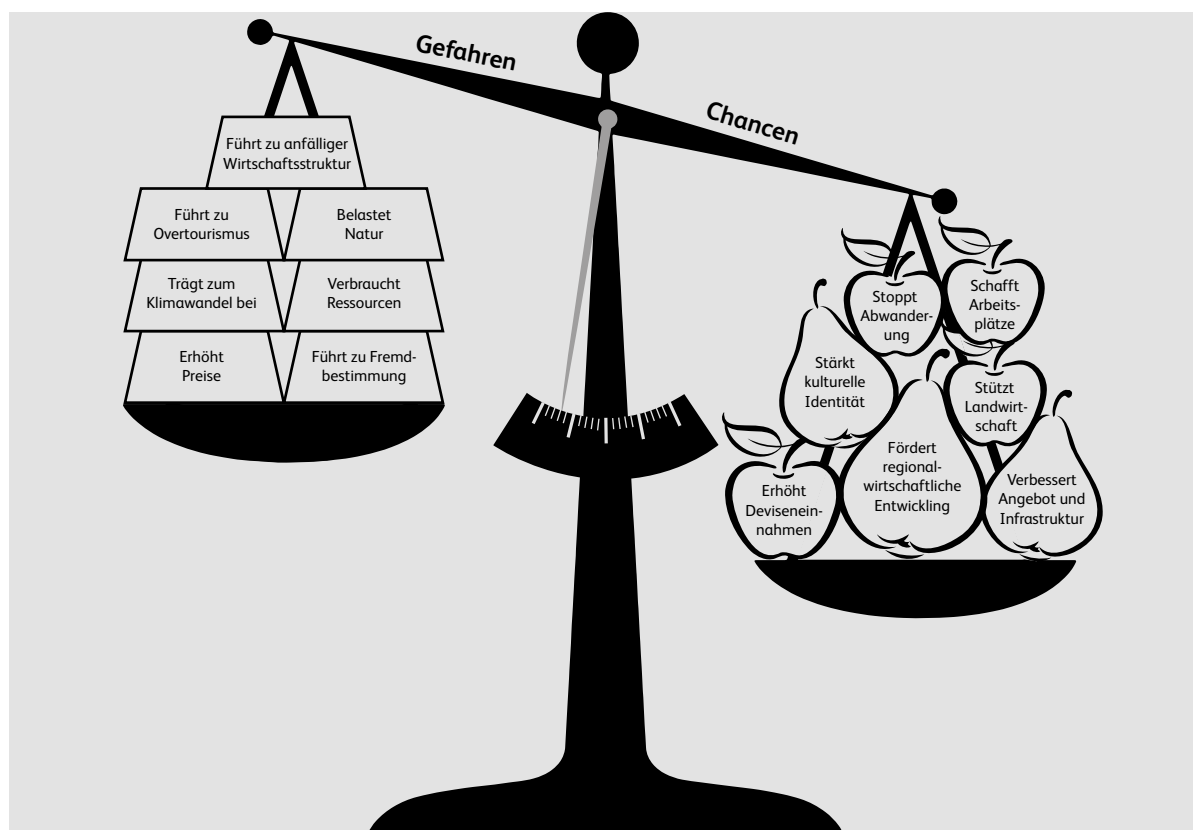 Gefahren
Chancen
Führt zu anfälliger
Wirtschaftsstruktur
Führt zu
Overtourismus
Belastet
Natur
Trägt zum
Klimawandel bei
Verbraucht
Ressourcen
Erhöht
Preise
Führt zu Fremd-
bestimmung
Stoppt
Abwander-
ung
Schafft
Arbeits-
plätze
Stärkt
kulturelle
Identität
Stützt
Landwirt-
schaft
Erhöht
Devisenein-
nahmen
Fördert
regional-
wirtschaftliche
Entwickling
Verbessert
Angebot und
Infrastruktur